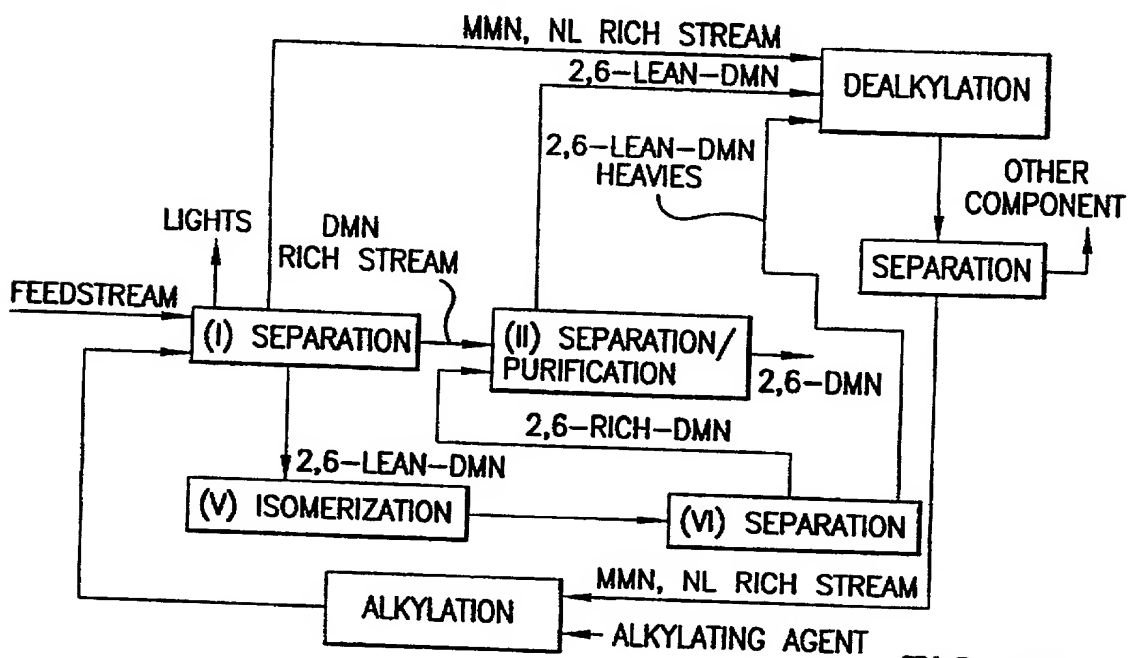 MMN, NL RICH STREAM
2,6-LEAN-DMN
DEALKYLATION
2,6-LEAN-DMN
HEAVIES
OTHER
COMPONENT
LIGHTS
DMN
RICH STREAM
SEPARATION
FEEDSTREAM
(I) SEPARATION
(II) SEPARATION/
PURIFICATION
2,6-DMN
2,6-RICH-DMN
2,6-LEAN-DMN
(V) ISOMERIZATION
(VI) SEPARATION
MMN, NL RICH STREAM
ALKYLATION
ALKYLATING AGENT